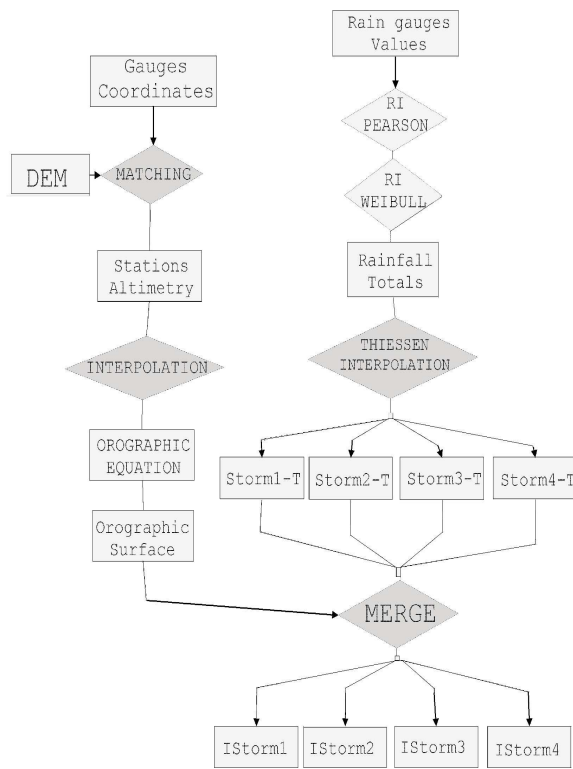 Rain gauges
Values
Gauges
Coordinates
RI
PEARSON
DEM
MATCHING
RI
WEIBULL
Stations
Altimetry
Rainfall
Totals
INTERPOLATION
THIESSEN
INTERPOLATION
OROGRAPHIC
EQUATION
Storm1-T
Storm2-T
Storm3-T
Storm4-T
Orographic
Surface
MERGE
IStorm1
IStorm2
IStorm3
IStorm4